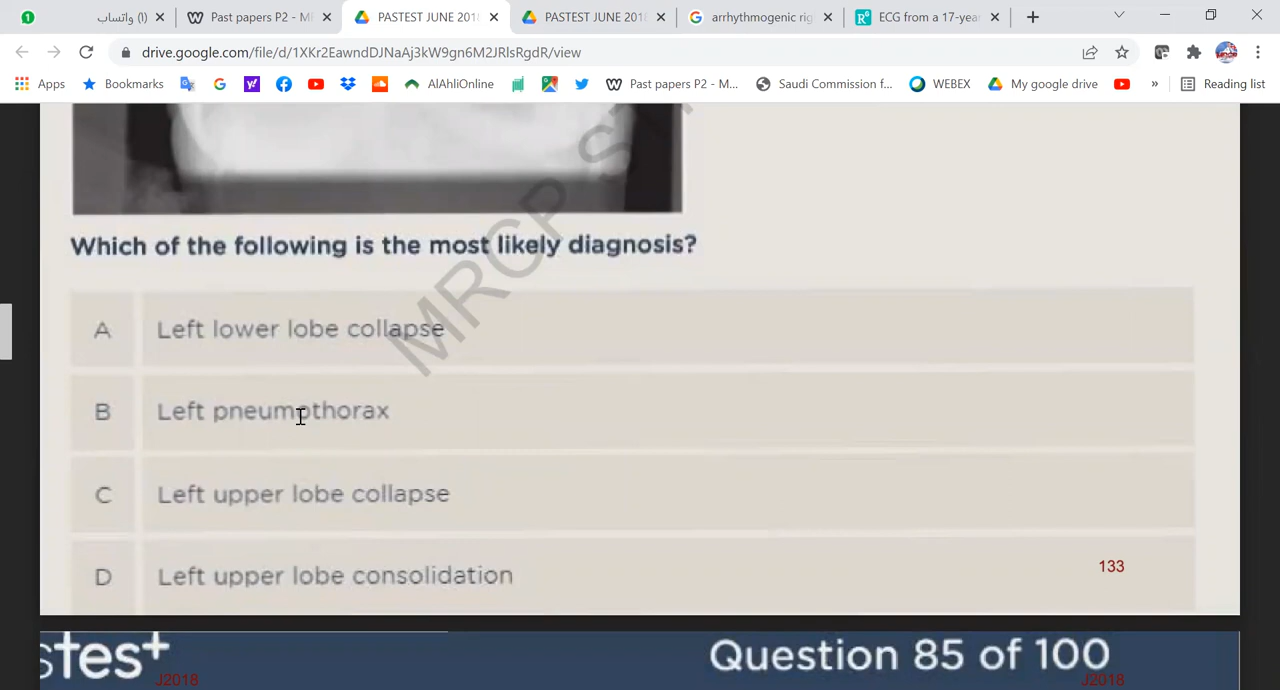 (۱) واتساب
Past papers P2 - M
PASTEST JUNE 201
PASTEST JUNE 201
arrhythmogenic rig
ECG from a 17-yea
drive.google.com/file/d/1XKr2EawndDJNaAj3kW9gn6M2JRlsRgdR/view
Apps
Bookmarks
AlAhliOnline
Past papers P2 - M...
Saudi Commission f...
WEBEX
My google drive
»
Reading list
Which of the following is the most likely diagnosis?
A Left lower lobe collapse
B Left pneumothorax
C Left upper lobe collapse
D Left upper lobe consolidation
133
MRCP
stest+
Question 85 of 100
J2018
J2018